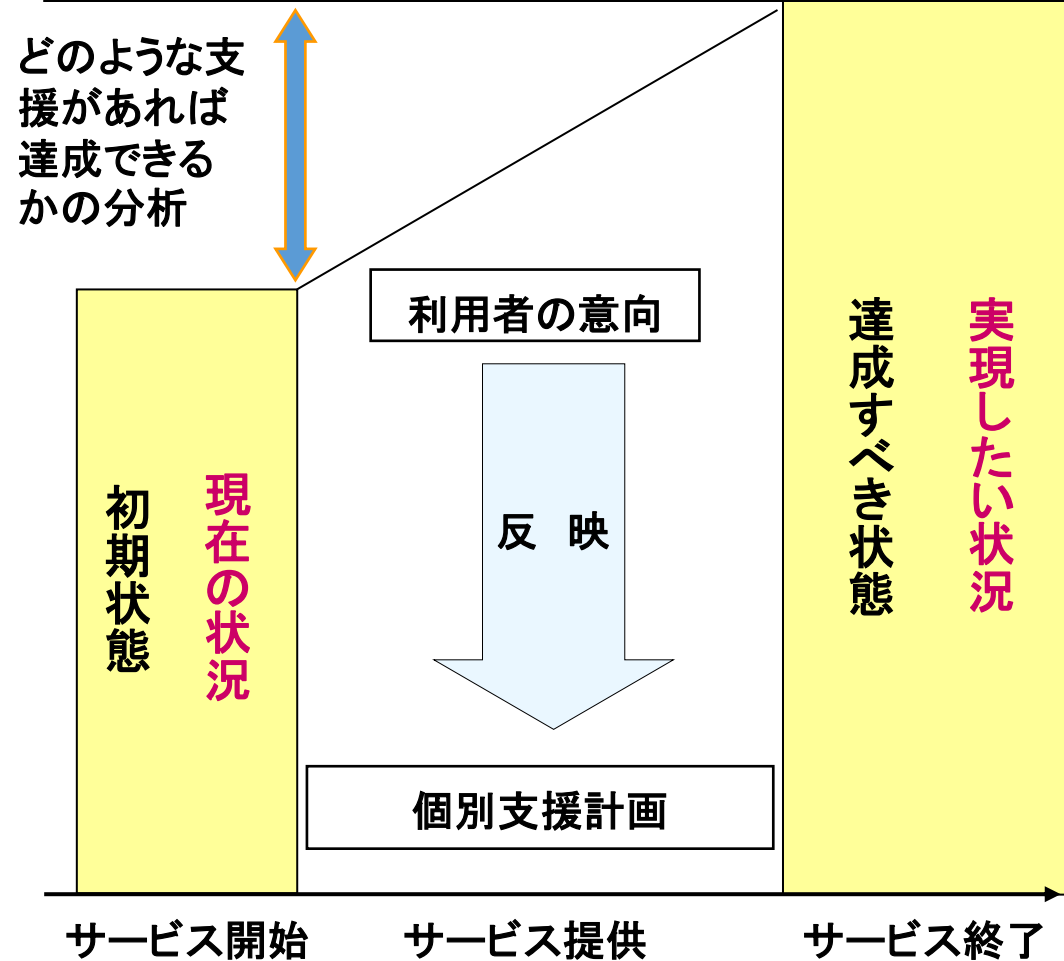 どのような支
援があれば
達成できる
かの分析
利用者の意向
反　映
個別支援計画
初期状態
現在の状況
達成すべき状態
実現したい状況
サービス開始
サービス提供
サービス終了